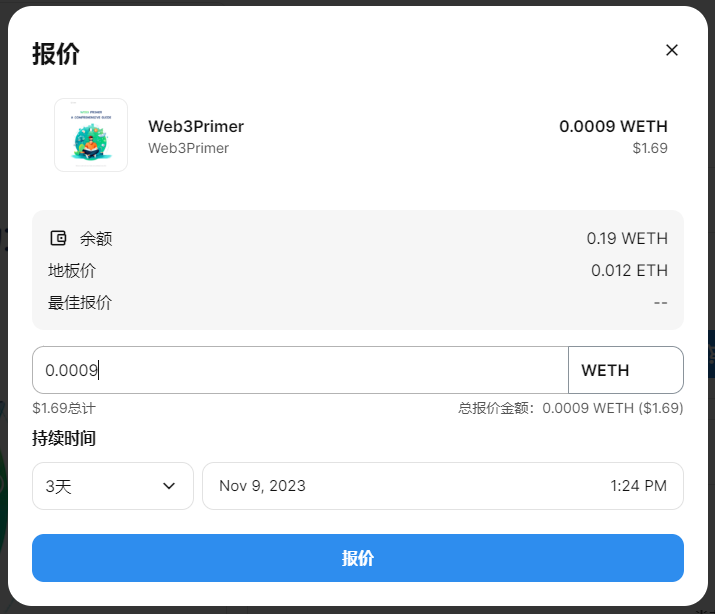 报价
Web3Primer
0.0009 WETH
Web3Primer
$1.69
余额
0.19 WETH
地板价
0.012 ETH
最佳报价
--
0.0009
WETH
$1.69总计
总报价金额：0.0009 WETH ($1.69)
持续时间
3天
Nov 9, 2023
1:24 PM
报价